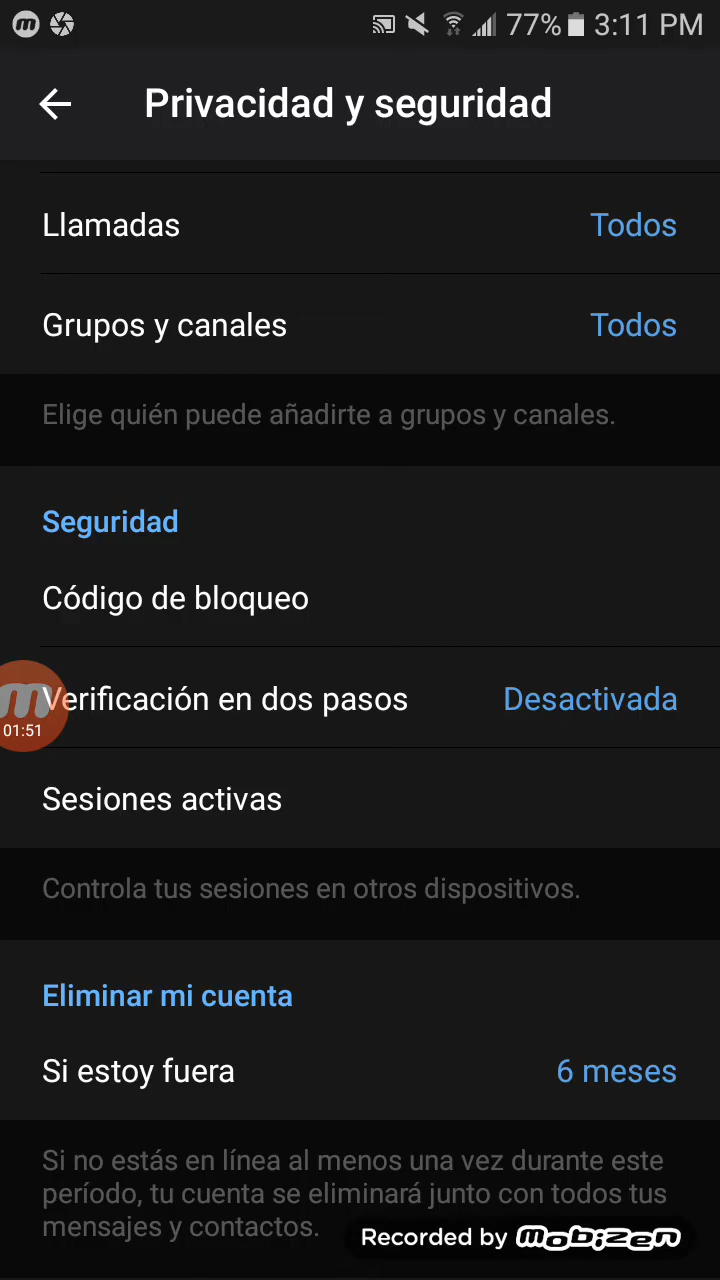 77% 3:11 PM
Privacidad y seguridad
Llamadas Todos
Grupos y canales Todos
Elige quién puede añadirte a grupos y canales.
Seguridad
Código de bloqueo
Verificación en dos pasos Desactivada
01:51
Sesiones activas
Controla tus sesiones en otros dispositivos.
Eliminar mi cuenta
Si estoy fuera 6 meses
Si no estás en línea al menos una vez durante este
período, tu cuenta se eliminará junto con todos tus
mensajes y contactos.
Recorded by mobizen